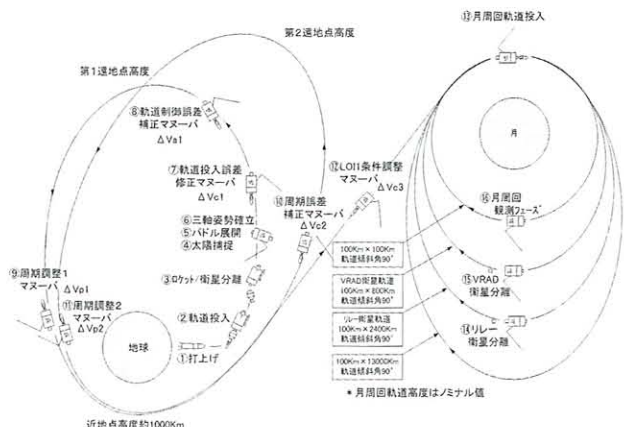 第2遠地点高度
第1遠地点高度
⑧軌道制御誤差
補正マヌーバ
ΔVa1
⑦軌道投入誤差
修正マヌーバ
ΔVc1
⑥三軸姿勢確立
⑤パドル展開
④太陽捕捉
③ロケット/衛星分離
②軌道投入
①打上げ
地球
⑨周期調整1
マヌーバ
ΔVp1
⑪周期調整2
マヌーバ
ΔVp2
近地点高度約1000Km
⑩周期誤差
補正マヌーバ
ΔVc2
⑫LOI1条件調整
マヌーバ
ΔVc3
⑬月周回軌道投入
月
⑯月周回
観測フェーズ
⑮VRAD
衛星分離
⑭リレー
衛星分離
100Km×100Km
軌道傾斜角90°
VRAD衛星軌道
100Km×800Km
軌道傾斜角90°
リレー衛星軌道
100Km×2400Km
軌道傾斜角90°
100Km×13000Km
軌道傾斜角90°
*月周回軌道高度はノミナル値